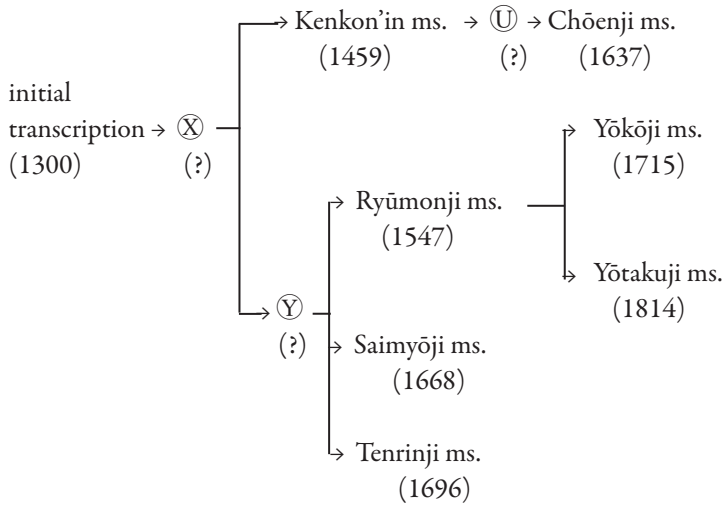 Kenkon’in ms. → Ⓤ → Chōenji ms.
(1459) (?) (1637)
initial
transcription → Ⓧ
(1300) (?)
Yōkōji ms.
(1715)
Ryūmonji ms.
(1547)
Yōtakuji ms.
(1814)
Ⓨ
(?)
Saimyōji ms.
(1668)
Tenrinji ms.
(1696)